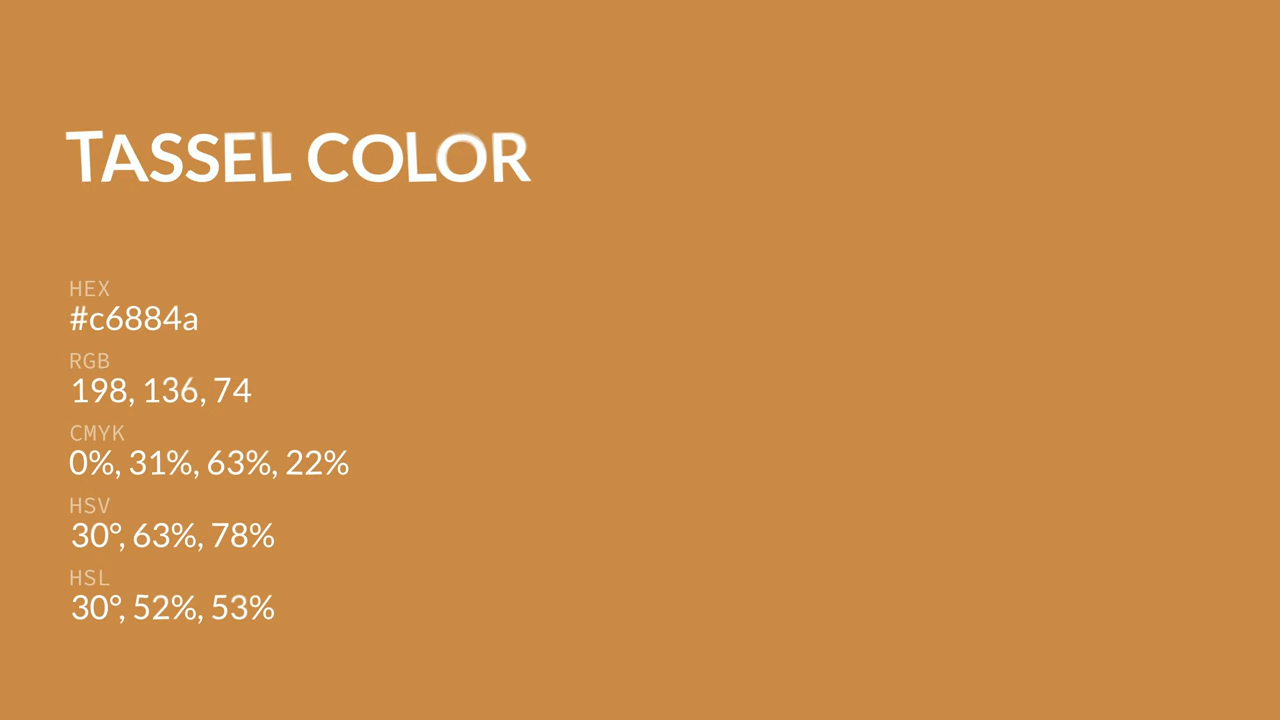 TASSEL COLOR
HEX
#c6884a
RGB
198, 136, 74
CMYK
0%, 31%, 63%, 22%
HSV
30°, 63%, 78%
HSL
30°, 52%, 53%